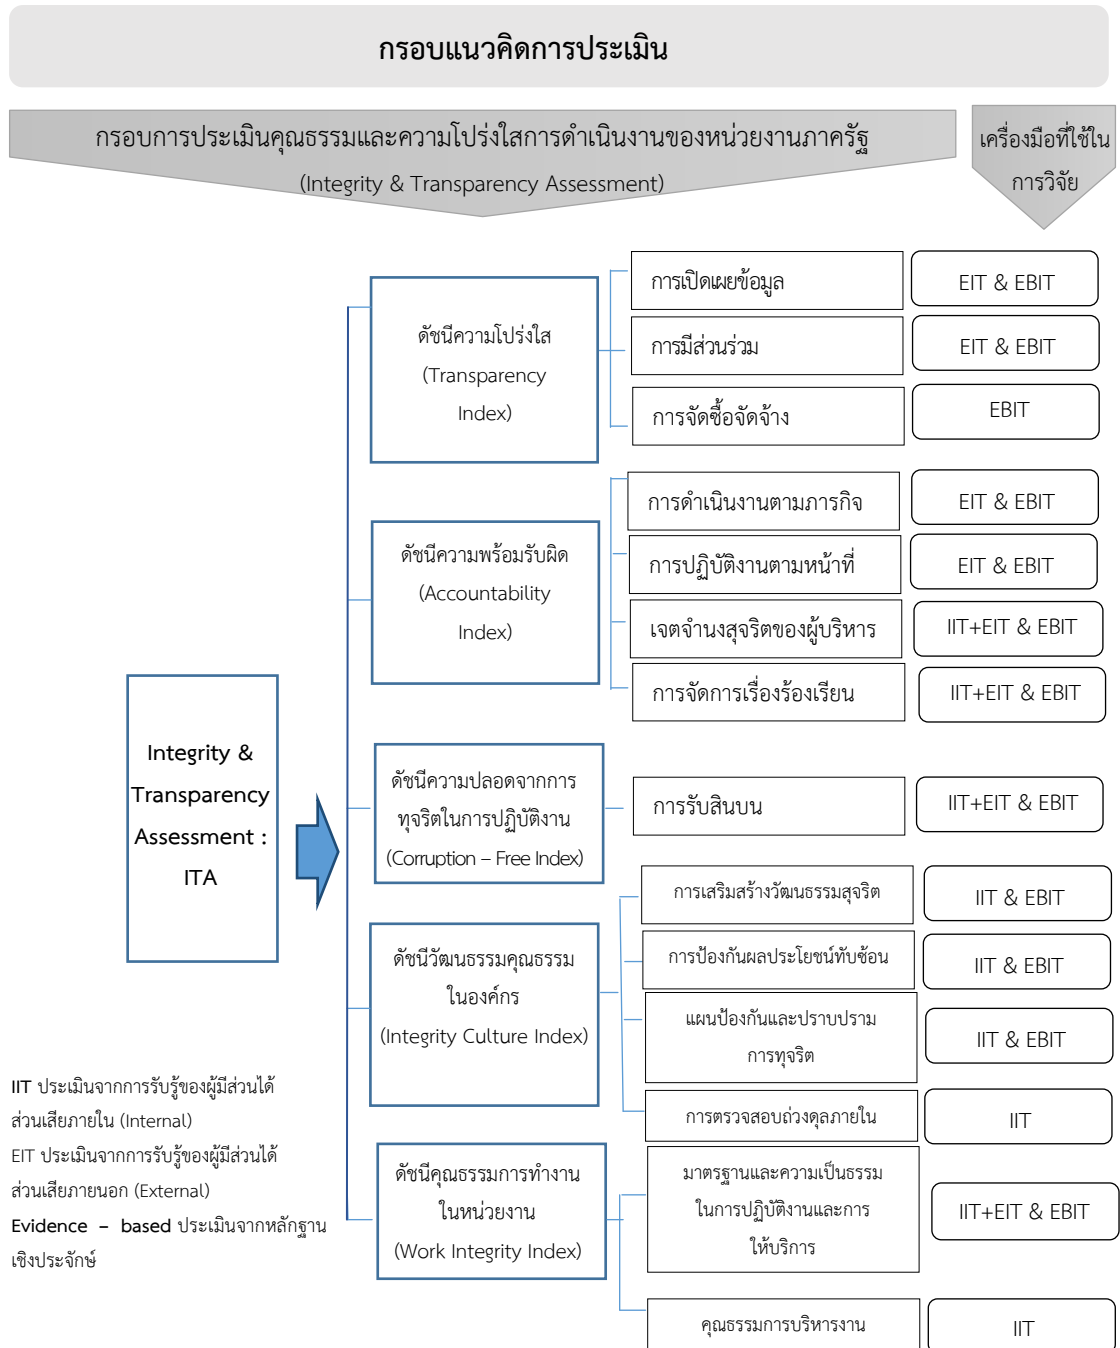 กรอบแนวคิดการประเมิน
กรอบการประเมินคุณธรรมและความโปร่งใสการดำเนินงานของหน่วยงานภาครัฐ
(Integrity & Transparency Assessment)
เครื่องมือที่ใช้ใน
การวิจัย
Integrity &
Transparency
Assessment :
ITA
ดัชนีความโปร่งใส
(Transparency
Index)
การเปิดเผยข้อมูล
EIT & EBIT
การมีส่วนร่วม
EIT & EBIT
การจัดซื้อจัดจ้าง
EBIT
ดัชนีความพร้อมรับผิด
(Accountability
Index)
การดำเนินงานตามภารกิจ
EIT & EBIT
การปฏิบัติงานตามหน้าที่
EIT & EBIT
เจตจำนงสุจริตของผู้บริหาร
IIT+EIT & EBIT
การจัดการเรื่องร้องเรียน
IIT+EIT & EBIT
ดัชนีความปลอดจากการ
ทุจริตในการปฏิบัติงาน
(Corruption – Free Index)
การรับสินบน
IIT+EIT & EBIT
ดัชนีวัฒนธรรมคุณธรรม
ในองค์กร
(Integrity Culture Index)
การเสริมสร้างวัฒนธรรมสุจริต
IIT & EBIT
การป้องกันผลประโยชน์ทับซ้อน
IIT & EBIT
แผนป้องกันและปราบปราม
การทุจริต
IIT & EBIT
การตรวจสอบถ่วงดุลภายใน
IIT
ดัชนีคุณธรรมการทำงาน
ในหน่วยงาน
(Work Integrity Index)
มาตรฐานและความเป็นธรรม
ในการปฏิบัติงานและการ
ให้บริการ
IIT+EIT & EBIT
คุณธรรมการบริหารงาน
IIT
IIT ประเมินจากการรับรู้ของผู้มีส่วนได้
ส่วนเสียภายใน (Internal)
EIT ประเมินจากการรับรู้ของผู้มีส่วนได้
ส่วนเสียภายนอก (External)
Evidence – based ประเมินจากหลักฐาน
เชิงประจักษ์